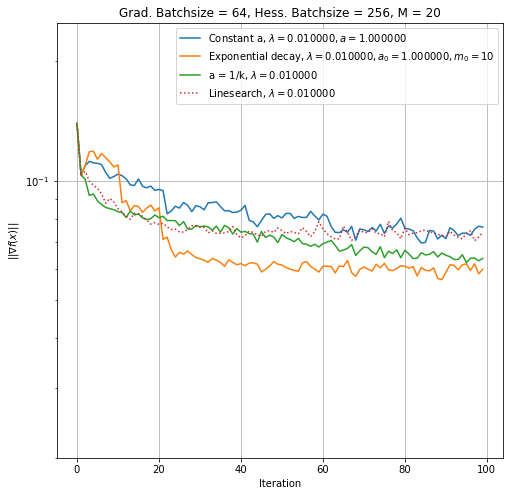 Grad. Batchsize = 64, Hess. Batchsize = 256, M = 20
Constant a, λ = 0.010000, a = 1.000000
Exponential decay, λ = 0.010000, a₀ = 1.000000, m₀ = 10
a = 1/k, λ = 0.010000
Linesearch, λ = 0.010000
10⁻¹
||∇f(x)||
0 20 40 60 80 100
Iteration